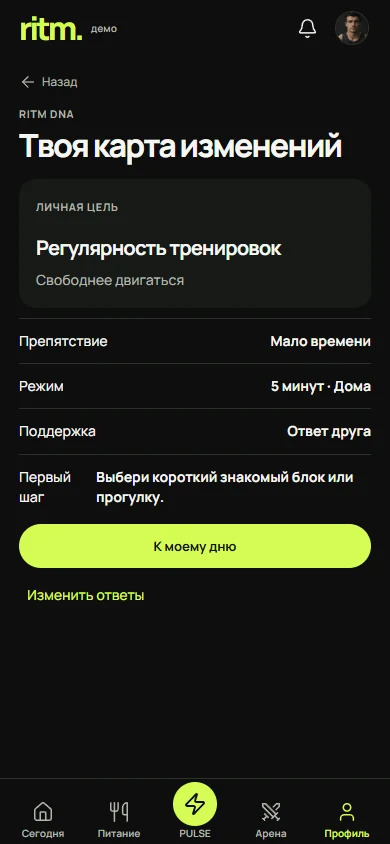 ritm. демо
Назад
RITM DNA
Твоя карта изменений
ЛИЧНАЯ ЦЕЛЬ
Регулярность тренировок
Свободнее двигаться
Препятствие Мало времени
Режим 5 минут · Дома
Поддержка Ответ друга
Первый шаг Выбери короткий знакомый блок или
прогулку.
К моему дню
Изменить ответы
Сегодня Питание PULSE Арена Профиль